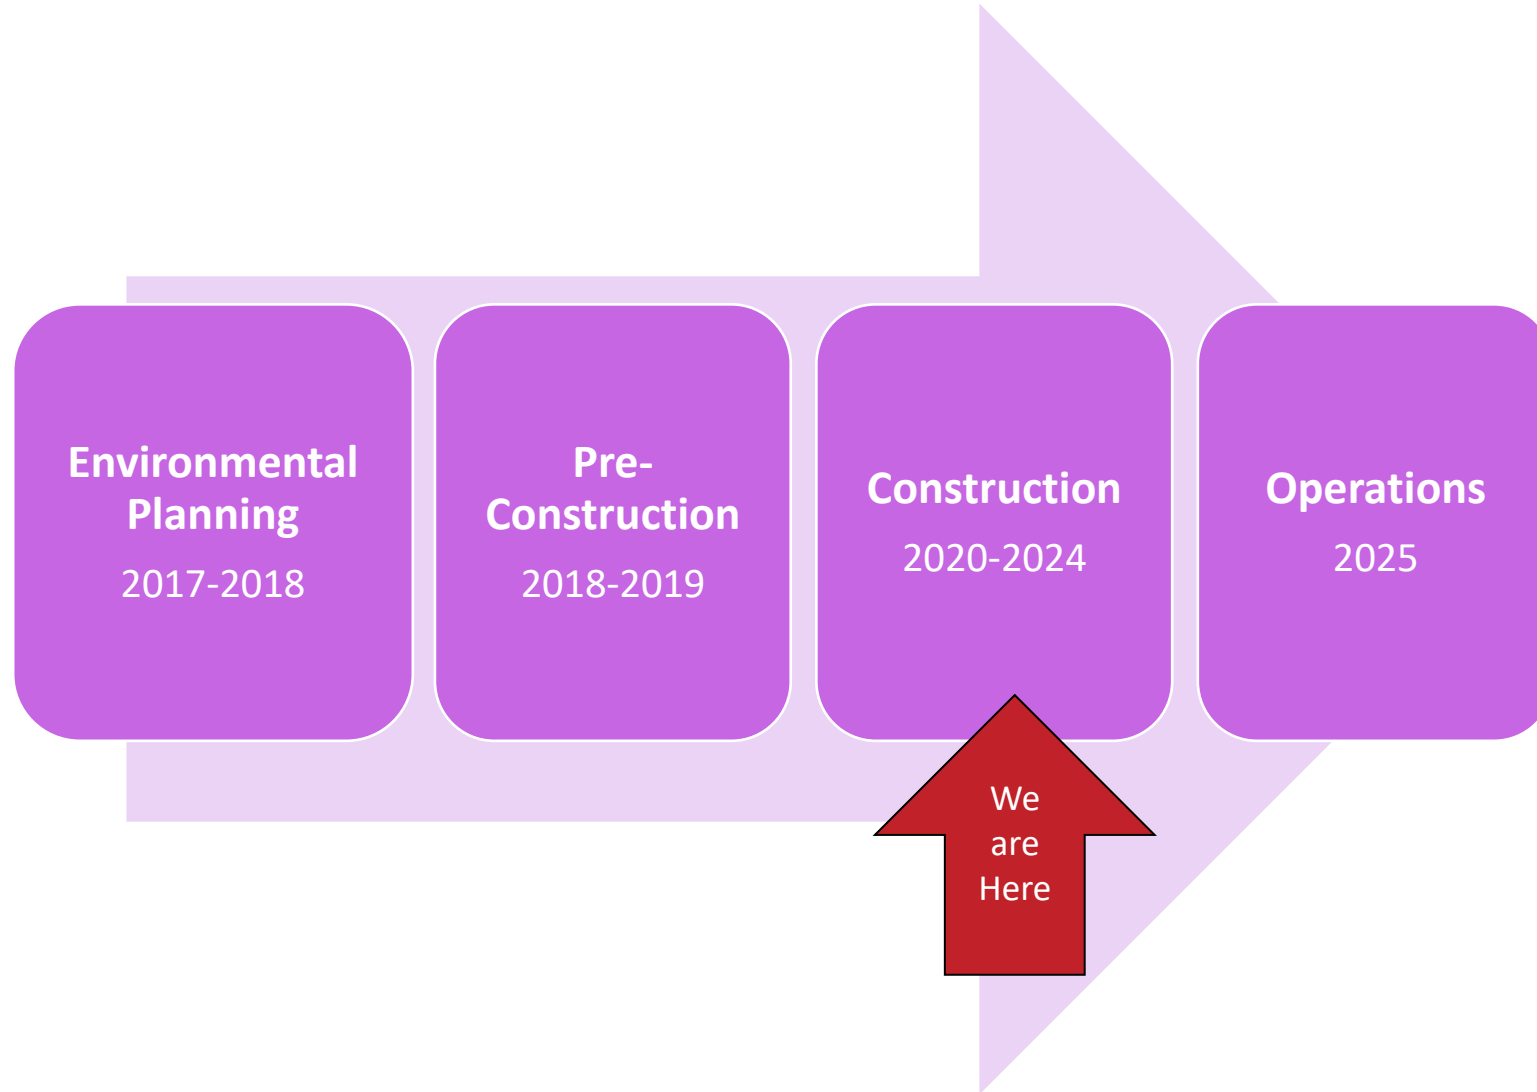 Environmental
Planning
2017-2018
Pre-
Construction
2018-2019
Construction
2020-2024
Operations
2025
We
are
Here